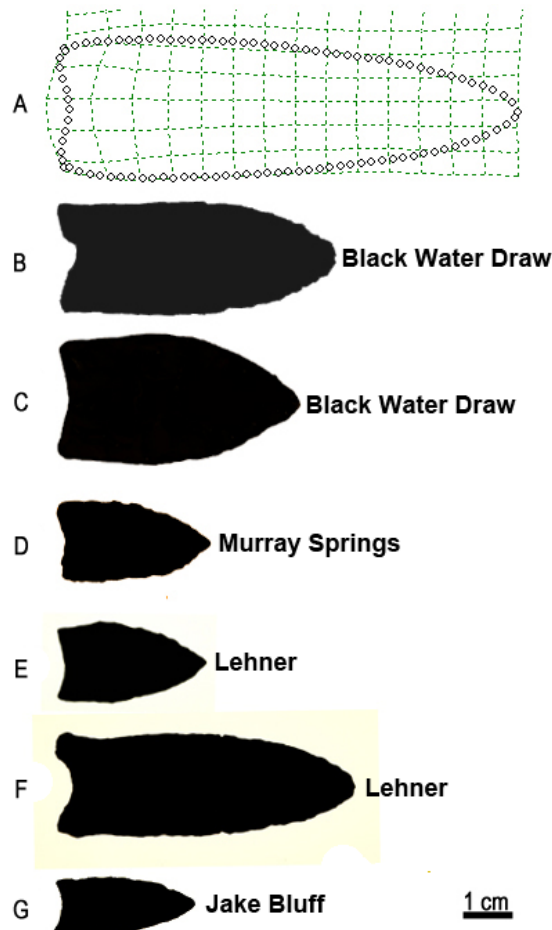 A
B
Black Water Draw
C
Black Water Draw
D
Murray Springs
E
Lehner
F
Lehner
G
Jake Bluff
1 cm